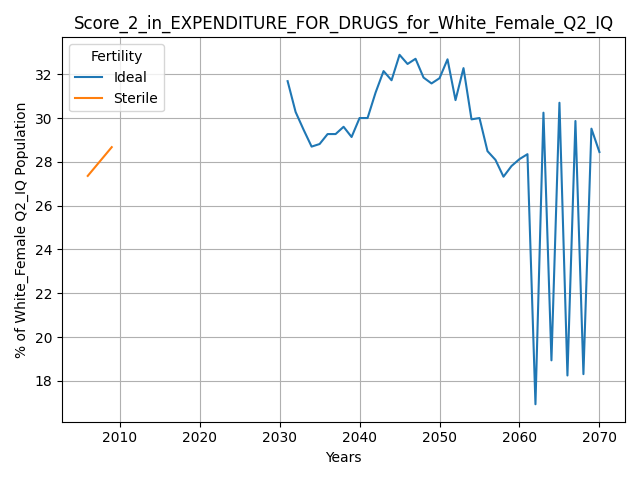 Score_2_in_EXPENDITURE_FOR_DRUGS_for_White_Female_Q2_IQ
Fertility
Ideal
Sterile
% of White_Female Q2_IQ Population
32
30
28
26
24
22
20
18
2010 2020 2030 2040 2050 2060 2070
Years